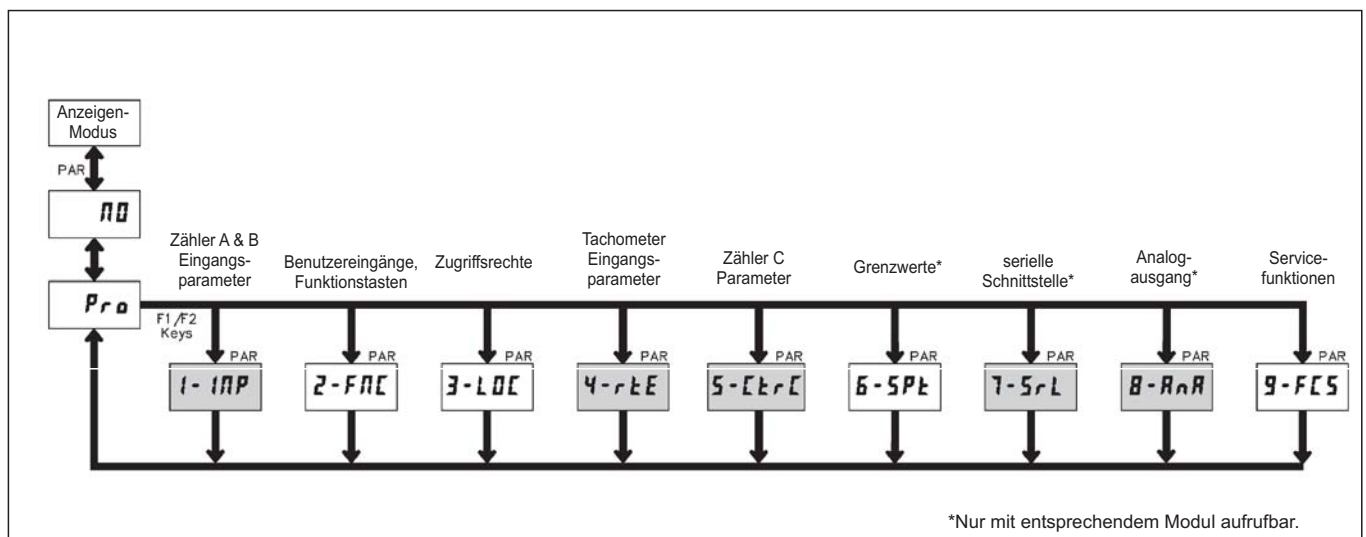 Anzeigen-
Modus
PAR
NO
Pro
F1/F2
Keys
Zähler A & B
Eingangs-
parameter
PAR
1-INP
Benutzereingänge,
Funktionstasten
PAR
2-FNC
Zugriffsrechte
PAR
3-LOC
Tachometer
Eingangs-
parameter
PAR
4-rtE
Zähler C
Parameter
PAR
5-CtrC
Grenzwerte*
PAR
6-SPt
serielle
Schnittstelle*
PAR
7-SrL
Analog-
ausgang*
PAR
8-AnA
Service-
funktionen
PAR
9-FCS
*Nur mit entsprechendem Modul aufrufbar.